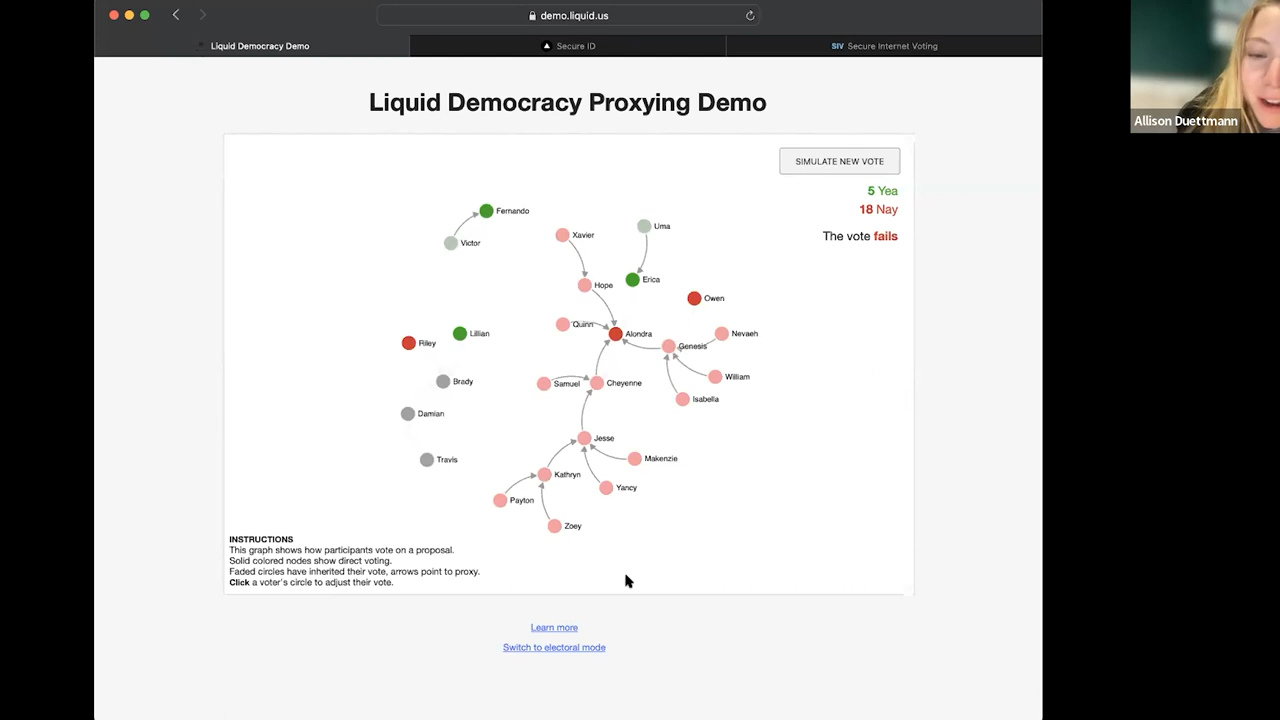 demo.liquid.us
Liquid Democracy Demo
Secure ID
SIV Secure Internet Voting
Allison Duettmann
Liquid Democracy Proxying Demo
SIMULATE NEW VOTE
5 Yea
18 Nay
The vote fails
Fernando
Victor
Xavier
Uma
Hope
Erica
Owen
Quinn
Alondra
Nevaeh
Lillian
Riley
Genesis
Brady
Samuel
Cheyenne
William
Isabella
Damian
Jesse
Travis
Makenzie
Kathryn
Yancy
Payton
Zoey
INSTRUCTIONS
This graph shows how participants vote on a proposal.
Solid colored nodes show direct voting.
Faded circles have inherited their vote, arrows point to proxy.
Click a voter's circle to adjust their vote.
Learn more
Switch to electoral mode